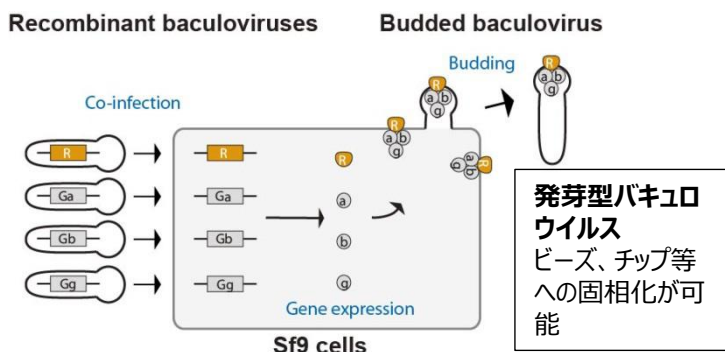 Recombinant baculoviruses
Budded baculovirus
Budding
Co-infection
R
a b
g
R
a b
g
R
a b
g
R
R
R
R
a b
g
Ga
Ga
a
Gb
Gb
b
Gg
Gg
g
Gene expression
Sf9 cells
発芽型バキュロ
ウイルス
ビーズ、チップ等
への固相化が可
能